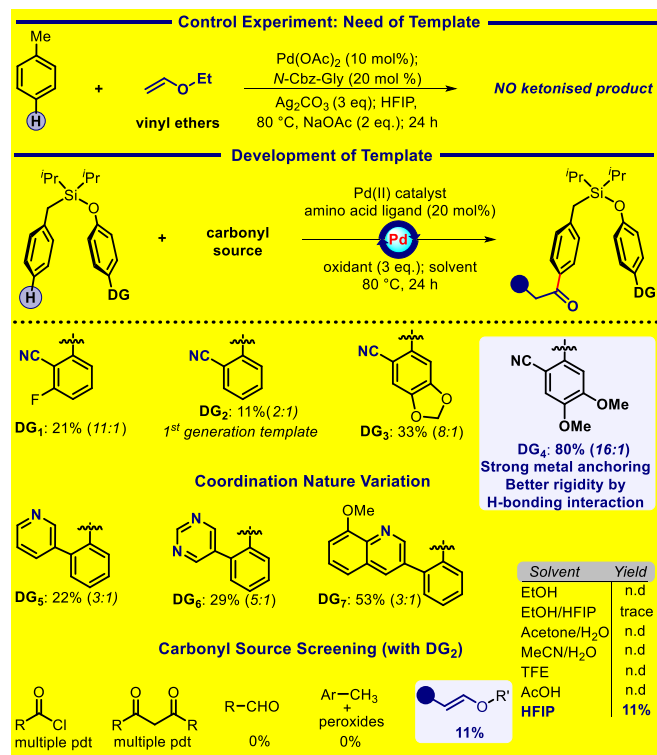 Control Experiment: Need of Template
Me
H
+
O
Et
vinyl ethers
Pd(OAc)2 (10 mol%);
N-Cbz-Gly (20 mol %)
Ag2CO3 (3 eq); HFIP,
80 °C, NaOAc (2 eq.); 24 h
NO ketonised product
Development of Template
iPr iPr
Si
O
H
DG
+
carbonyl
source
Pd(II) catalyst
amino acid ligand (20 mol%)
Pd
oxidant (3 eq.); solvent
80 °C, 24 h
iPr iPr
Si
O
O
DG
NC
F
DG1: 21% (11:1)
NC
DG2: 11%(2:1)
1st generation template
NC
O
O
DG3: 33% (8:1)
NC
OMe
OMe
DG4: 80% (16:1)
Strong metal anchoring
Better rigidity by
H-bonding interaction
Coordination Nature Variation
N
DG5: 22% (3:1)
N
N
DG6: 29% (5:1)
OMe
N
DG7: 53% (3:1)
Solvent Yield
EtOH n.d
EtOH/HFIP trace
Acetone/H2O n.d
MeCN/H2O n.d
TFE n.d
AcOH n.d
HFIP 11%
Carbonyl Source Screening (with DG2)
O
R Cl
multiple pdt
O O
R R
multiple pdt
R–CHO
0%
Ar–CH3
+
peroxides
0%
O R'
11%